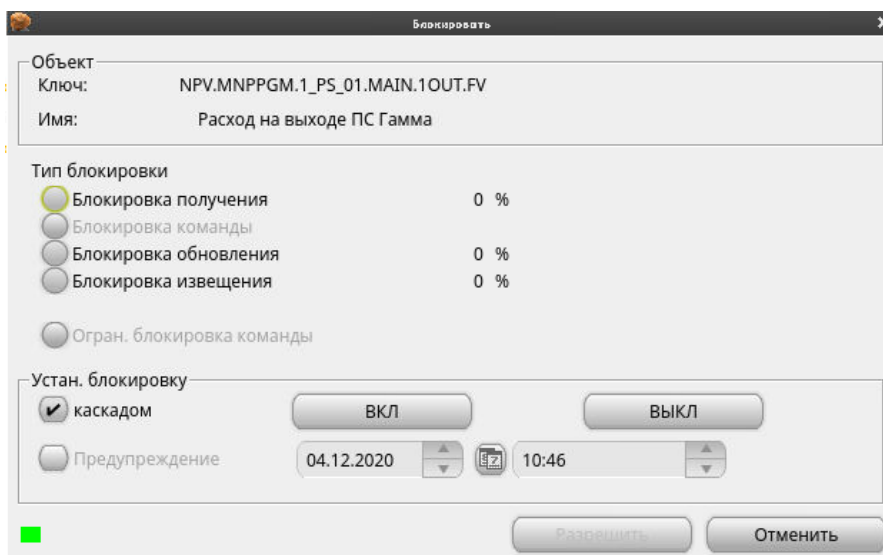 Блокировать
Объект
Ключ: NPV.MNPPGM.1_PS_01.MAIN.1OUT.FV
Имя: Расход на выходе ПС Гамма
Тип блокировки
Блокировка получения 0 %
Блокировка команды
Блокировка обновления 0 %
Блокировка извещения 0 %
Огран. блокировка команды
Устан. блокировку
каскадом ВКЛ ВЫКЛ
Предупреждение 04.12.2020 10:46
Разрешить Отменить